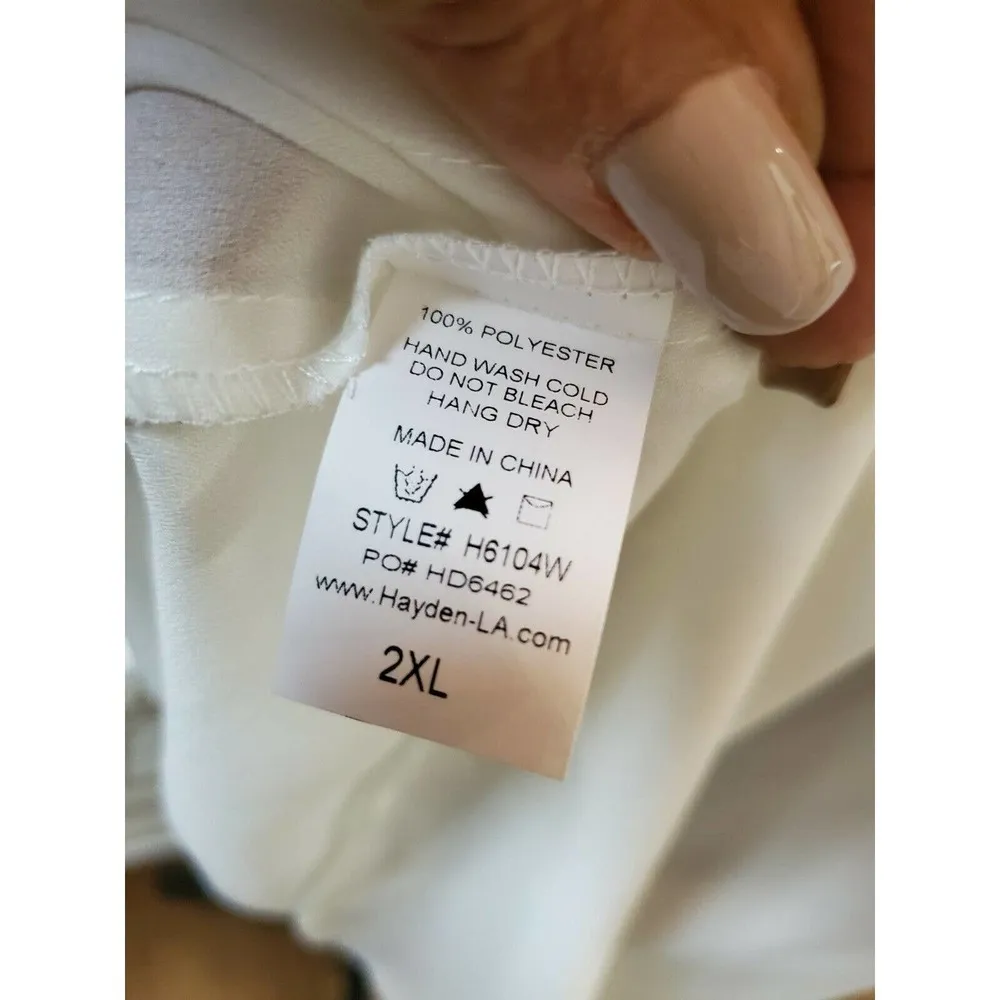 100% POLYESTER
HAND WASH COLD
DO NOT BLEACH
HANG DRY
MADE IN CHINA
STYLE# H6104W
PO# HD6462
www.Hayden-LA.com
2XL